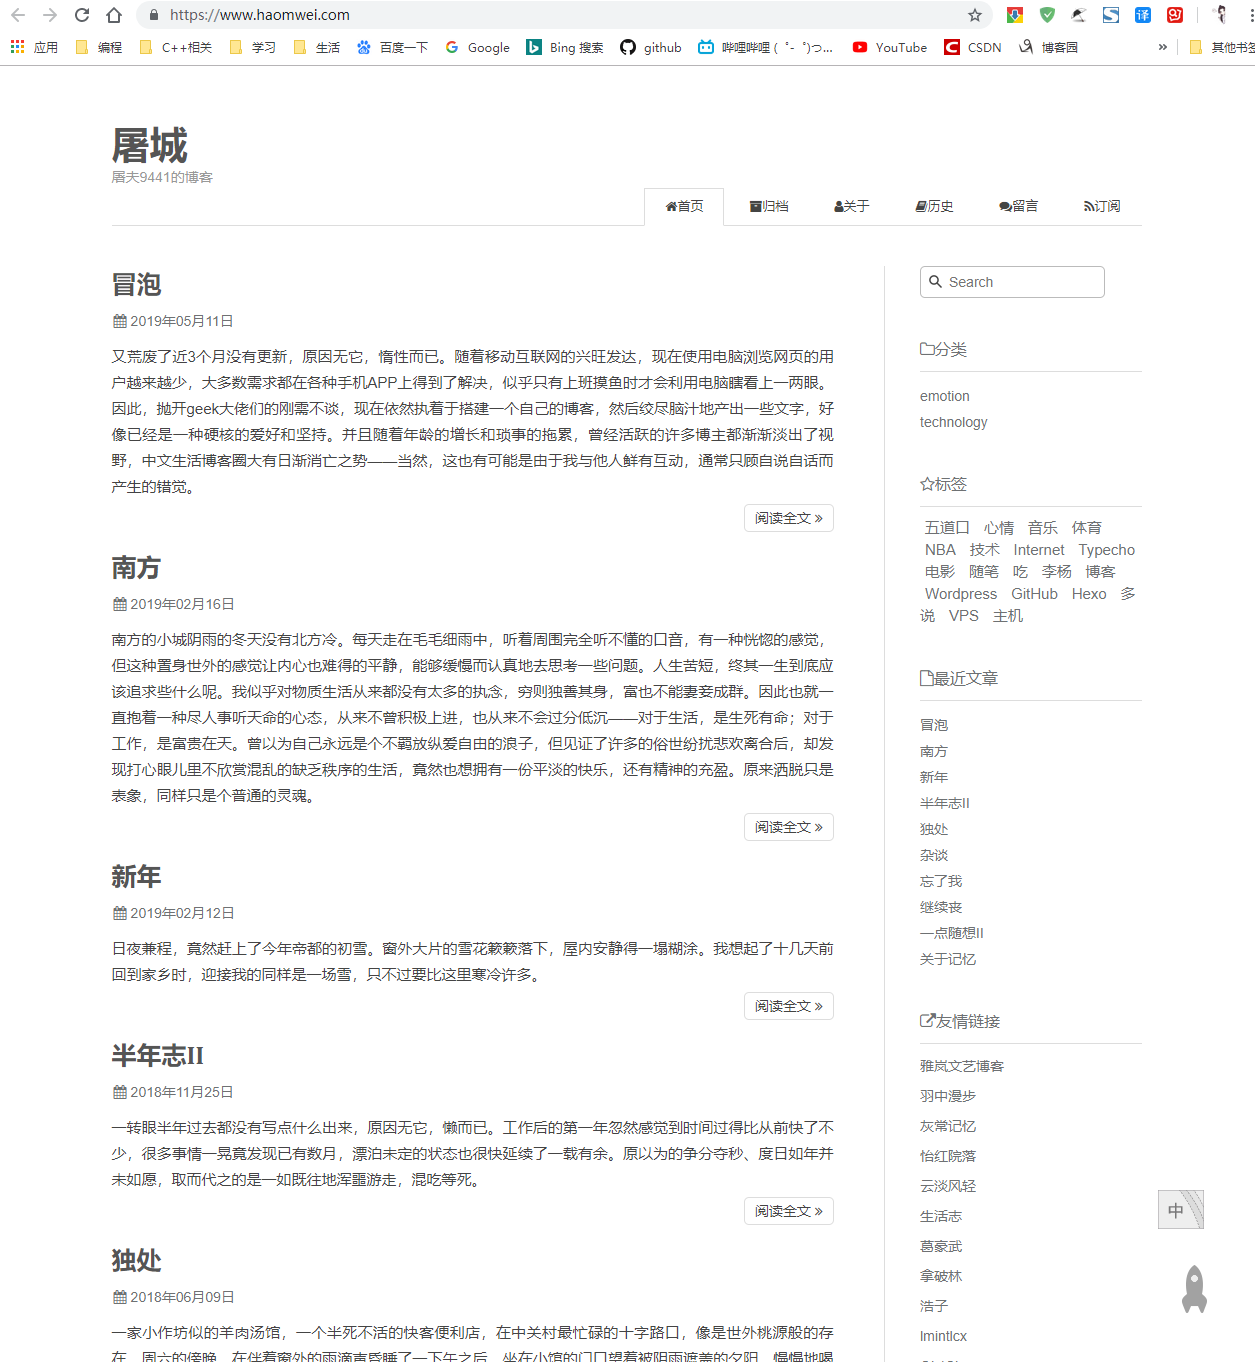 https://www.haomwei.com
应用 编程 C++相关 学习 生活 百度一下 Google Bing 搜索 github 哔哩哔哩 ( ゜- ゜)つ... YouTube CSDN 博客园 » 其他书签
屠城
屠夫9441的博客
首页 归档 关于 历史 留言 订阅
冒泡
2019年05月11日
又荒废了近3个月没有更新，原因无它，惰性而已。随着移动互联网的兴旺发达，现在使用电脑浏览网页的用
户越来越少，大多数需求都在各种手机APP上得到了解决，似乎只有上班摸鱼时才会利用电脑瞎看上一两眼。
因此，抛开geek大佬们的刚需不谈，现在依然执着于搭建一个自己的博客，然后绞尽脑汁地产出一些文字，好
像已经是一种硬核的爱好和坚持。并且随着年龄的增长和琐事的拖累，曾经活跃的许多博主都渐渐淡出了视
野，中文生活博客圈大有日渐消亡之势——当然，这也有可能是由于我与他人鲜有互动，通常只顾自说自话而
产生的错觉。
阅读全文 »
南方
2019年02月16日
南方的小城阴雨的冬天没有北方冷。每天走在毛毛细雨中，听着周围完全听不懂的口音，有一种恍惚的感觉，
但这种置身世外的感觉让内心也难得的平静，能够缓慢而认真地去思考一些问题。人生苦短，终其一生到底应
该追求些什么呢。我似乎对物质生活从来都没有太多的执念，穷则独善其身，富也不能妻妾成群。因此也就一
直抱着一种尽人事听天命的心态，从来不曾积极上进，也从来不会过分低沉——对于生活，是生死有命；对于
工作，是富贵在天。曾以为自己永远是个不羁放纵爱自由的浪子，但见证了许多的俗世纷扰悲欢离合后，却发
现打心眼儿里不欣赏混乱的缺乏秩序的生活，竟然也想拥有一份平淡的快乐，还有精神的充盈。原来洒脱只是
表象，同样只是个普通的灵魂。
阅读全文 »
新年
2019年02月12日
日夜兼程，竟然赶上了今年帝都的初雪。窗外大片的雪花簌簌落下，屋内安静得一塌糊涂。我想起了十几天前
回到家乡时，迎接我的同样是一场雪，只不过要比这里寒冷许多。
阅读全文 »
半年志II
2018年11月25日
一转眼半年过去都没有写点什么出来，原因无它，懒而已。工作后的第一年忽然感觉到时间过得比从前快了不
少，很多事情一晃竟发现已有数月，漂泊未定的状态也很快延续了一载有余。原以为的争分夺秒、度日如年并
未如愿，取而代之的是一如既往地浑噩游走，混吃等死。
阅读全文 »
独处
2018年06月09日
一家小作坊似的羊肉汤馆，一个半死不活的快客便利店，在中关村最忙碌的十字路口，像是世外桃源般的存
在。周六的傍晚，在伴着窗外的雨滴声昏睡了一下午之后，坐在小馆的门口望着被阴雨遮盖的夕阳，慢慢地喝
Search
分类
emotion
technology
标签
五道口 心情 音乐 体育
NBA 技术 Internet Typecho
电影 随笔 吃 李杨 博客
Wordpress GitHub Hexo 多
说 VPS 主机
最近文章
冒泡
南方
新年
半年志II
独处
杂谈
忘了我
继续丧
一点随想II
关于记忆
友情链接
雅岚文艺博客
羽中漫步
灰常记忆
怡红院落
云淡风轻
生活志
葛豪武
拿破林
浩子
lmintlcx
中